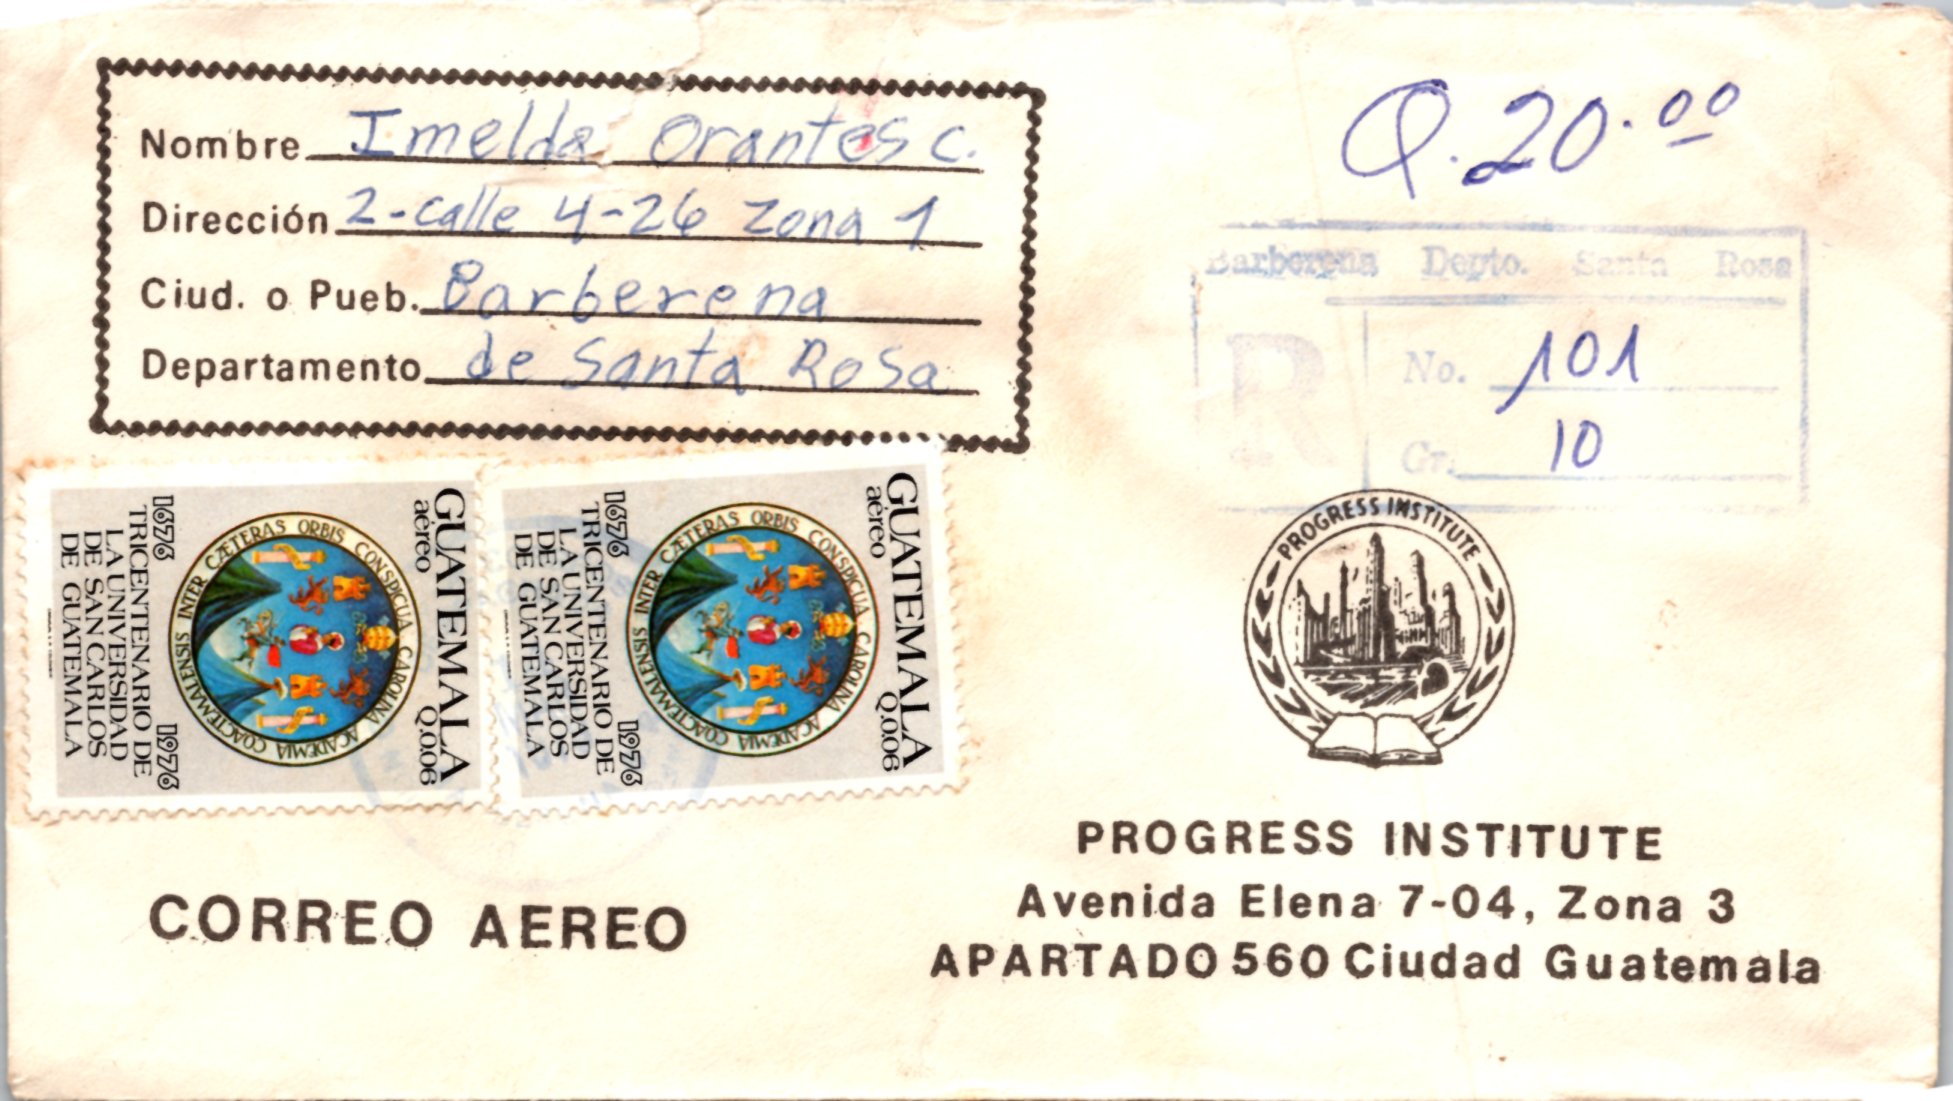 Nombre Imelda Orantes C.
Dirección 2-calle 4-26 Zona 1
Ciud. o Pueb. Barberena
Departamento de Santa Rosa
Q.20.00
Barberena Depto. Santa Rosa
R
No. 101
Gr. 10
GUATEMALA
aéreo Q.0.06
INTER CÆTERAS ORBIS CONSPICUA CAROLINA ACADEMIA COACTEMALENSIS
1676 1976
TRICENTENARIO DE
LA UNIVERSIDAD
DE SAN CARLOS
DE GUATEMALA
GUATEMALA
aéreo Q.0.06
INTER CÆTERAS ORBIS CONSPICUA CAROLINA ACADEMIA COACTEMALENSIS
1676 1976
TRICENTENARIO DE
LA UNIVERSIDAD
DE SAN CARLOS
DE GUATEMALA
PROGRESS INSTITUTE
CORREO AEREO
PROGRESS INSTITUTE
Avenida Elena 7-04, Zona 3
APARTADO 560 Ciudad Guatemala